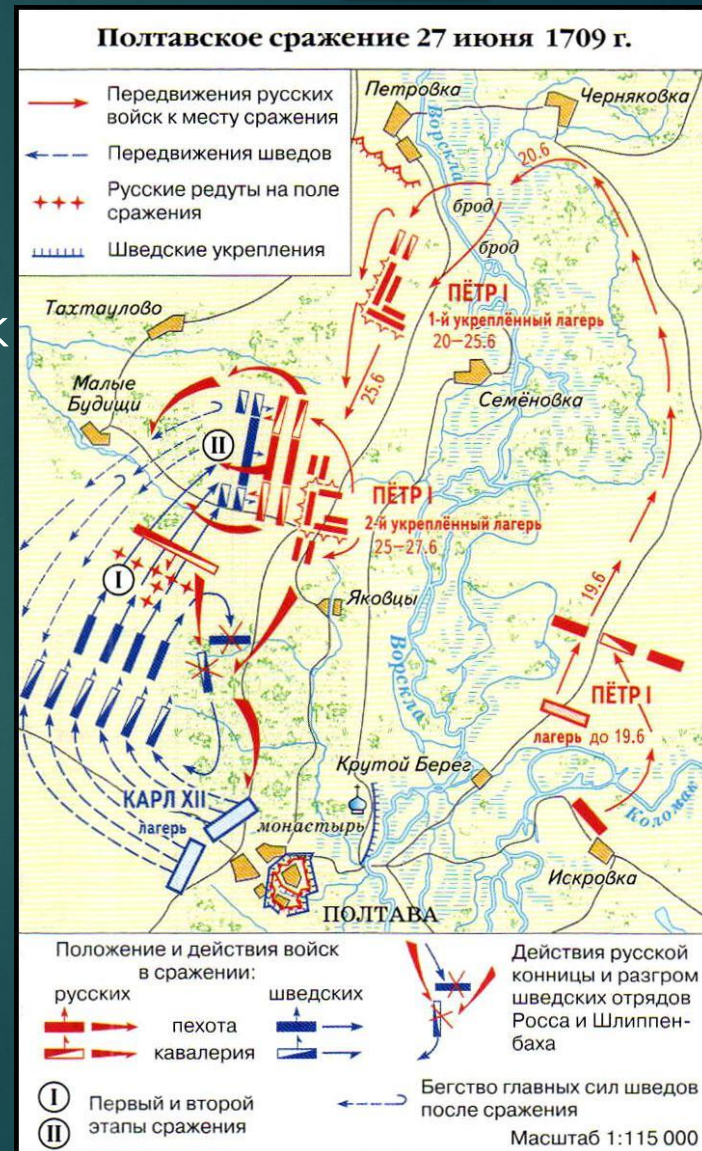 Полтавское сражение 27 июня 1709 г.
Передвижения русских
войск к месту сражения
Передвижения шведов
Русские редуты на поле
сражения
Шведские укрепления
к
Петровка
Черняковка
Ворскла
20.6
брод
брод
ПЁТР I
1-й укреплённый лагерь
20–25.6
Тахтаулово
25.6
Семёновка
Малые
Будищи
II
ПЁТР I
2-й укреплённый лагерь
25–27.6
I
19.6
Яковцы
Ворскла
ПЁТР I
лагерь до 19.6
Крутой Берег
КАРЛ XII
лагерь
монастырь
Коломак
Искровка
ПОЛТАВА
Положение и действия войск
в сражении:
русских шведских
пехота
кавалерия
Действия русской
конницы и разгром
шведских отрядов
Росса и Шлиппен-
баха
I
II
Первый и второй
этапы сражения
Бегство главных сил шведов
после сражения
Масштаб 1:115 000